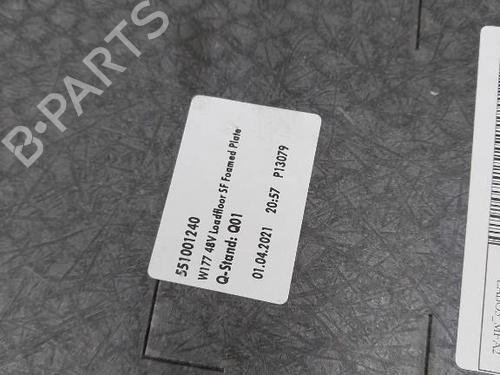 B-PARTS
551001240
W177 48V Loadfloor SF Foamed Plate
Q-Stand: Q01
01.04.2021 20:57 P13079